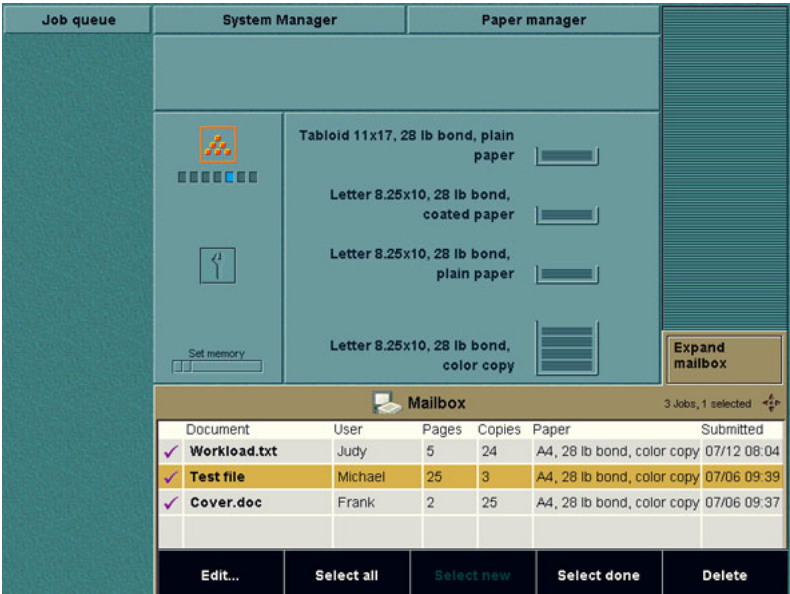 Job queue System Manager Paper manager
Tabloid 11x17, 28 lb bond, plain
paper
Letter 8.25x10, 28 lb bond,
coated paper
Letter 8.25x10, 28 lb bond,
plain paper
Set memory
Letter 8.25x10, 28 lb bond,
color copy
Expand
mailbox
Mailbox
3 Jobs, 1 selected
Document User Pages Copies Paper Submitted
Workload.txt Judy 5 24 A4, 28 lb bond, color copy 07/12 08:04
Test file Michael 25 3 A4, 28 lb bond, color copy 07/06 09:39
Cover.doc Frank 2 25 A4, 28 lb bond, color copy 07/06 09:37
Edit... Select all Select new Select done Delete